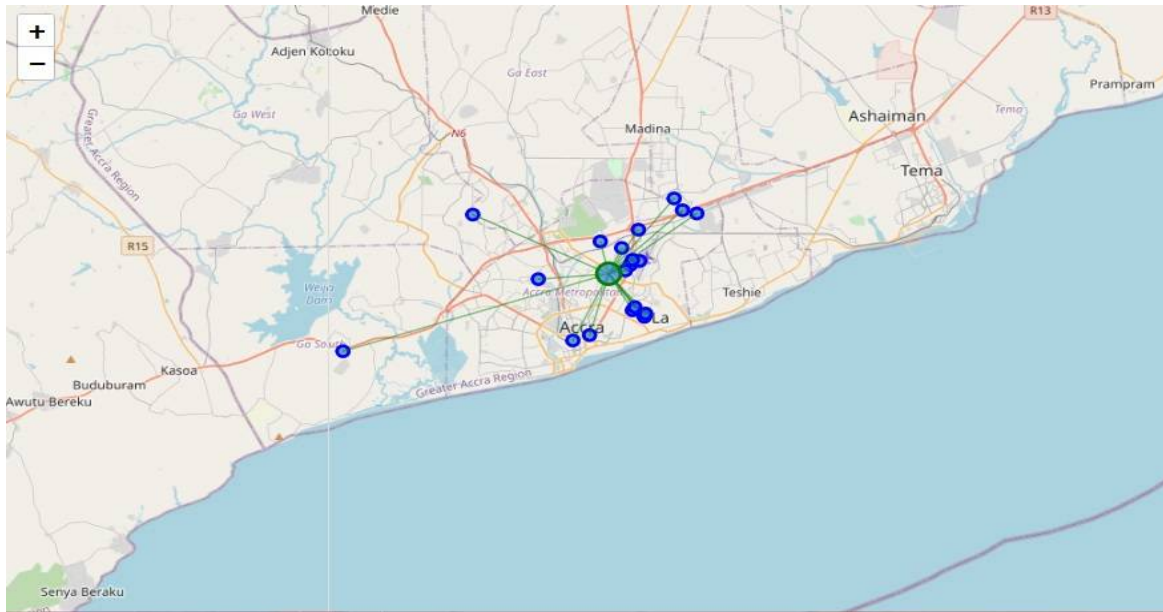 +
−
Medie
R13
Adjen Kotoku
Ga East
Prampram
Ga West
Greater Accra Region
Ashaiman
Tema
N6
Madina
Tema
R15
Weija
Dam
Accra Metropolitan
Teshie
Accra
La
Ga South
Kasoa
Buduburam
Greater Accra Region
Awutu Bereku
Senya Beraku